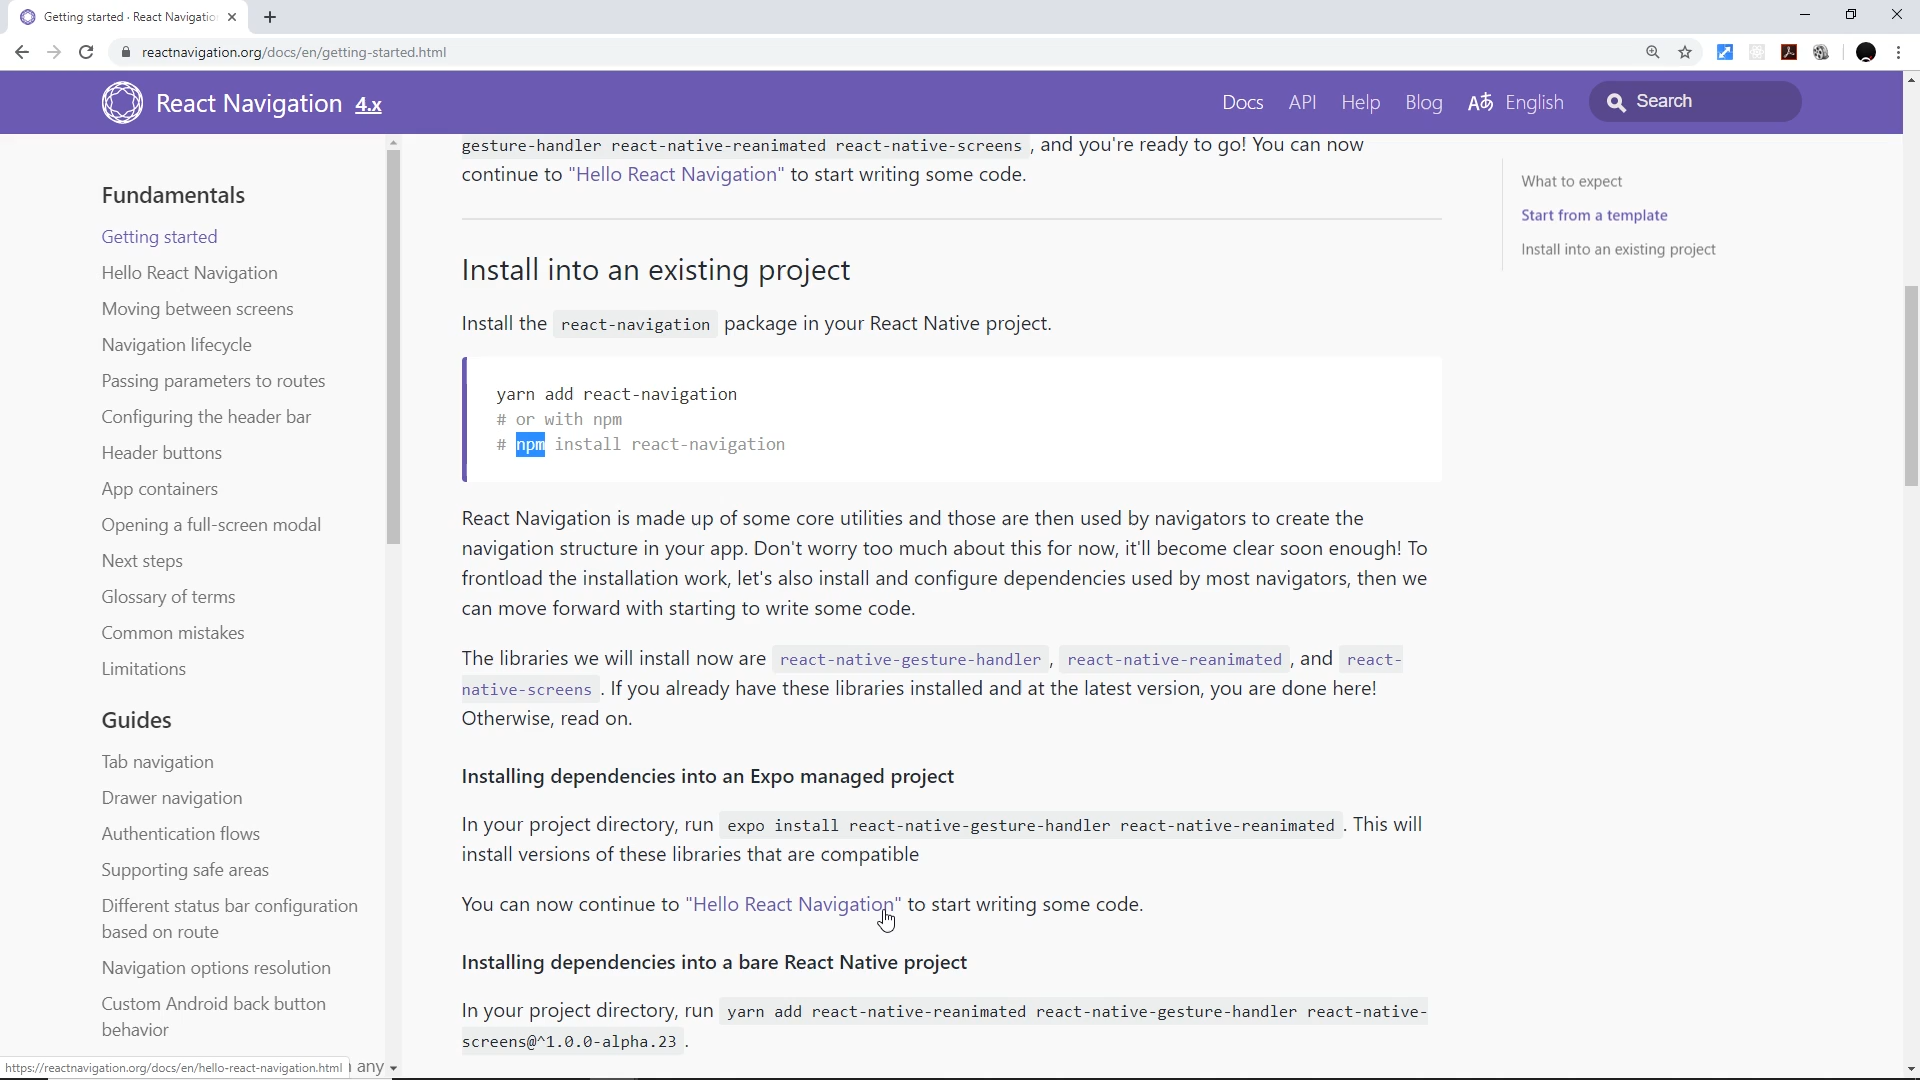 Getting started · React Navigatio
reactnavigation.org/docs/en/getting-started.html
React Navigation 4.x
Docs API Help Blog A文あ English Search
Fundamentals
Getting started
Hello React Navigation
Moving between screens
Navigation lifecycle
Passing parameters to routes
Configuring the header bar
Header buttons
App containers
Opening a full-screen modal
Next steps
Glossary of terms
Common mistakes
Limitations
Guides
Tab navigation
Drawer navigation
Authentication flows
Supporting safe areas
Different status bar configuration
based on route
Navigation options resolution
Custom Android back button
behavior
any
https://reactnavigation.org/docs/en/hello-react-navigation.html
gesture-handler react-native-reanimated react-native-screens , and you're ready to go! You can now
continue to "Hello React Navigation" to start writing some code.
Install into an existing project
Install the react-navigation package in your React Native project.
yarn add react-navigation
# or with npm
# npm install react-navigation
React Navigation is made up of some core utilities and those are then used by navigators to create the
navigation structure in your app. Don't worry too much about this for now, it'll become clear soon enough! To
frontload the installation work, let's also install and configure dependencies used by most navigators, then we
can move forward with starting to write some code.
The libraries we will install now are react-native-gesture-handler , react-native-reanimated , and react-
native-screens . If you already have these libraries installed and at the latest version, you are done here!
Otherwise, read on.
Installing dependencies into an Expo managed project
In your project directory, run expo install react-native-gesture-handler react-native-reanimated . This will
install versions of these libraries that are compatible
You can now continue to "Hello React Navigation" to start writing some code.
Installing dependencies into a bare React Native project
In your project directory, run yarn add react-native-reanimated react-native-gesture-handler react-native-
screens@^1.0.0-alpha.23 .
What to expect
Start from a template
Install into an existing project